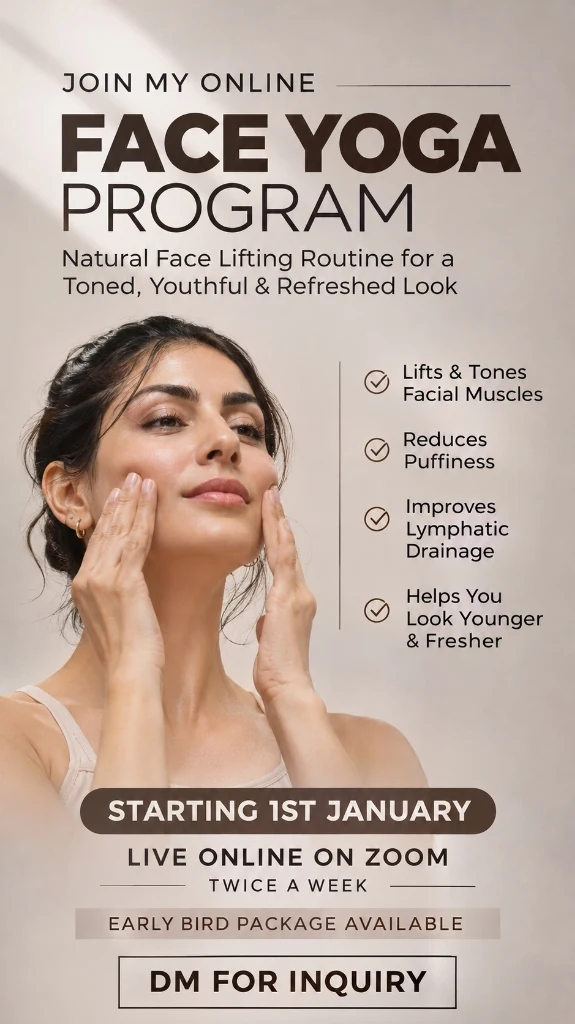 JOIN MY ONLINE
FACE YOGA
PROGRAM
Natural Face Lifting Routine for a
Toned, Youthful & Refreshed Look
Lifts & Tones
Facial Muscles
Reduces
Puffiness
Improves
Lymphatic
Drainage
Helps You
Look Younger
& Fresher
STARTING 1ST JANUARY
LIVE ONLINE ON ZOOM
TWICE A WEEK
EARLY BIRD PACKAGE AVAILABLE
DM FOR INQUIRY